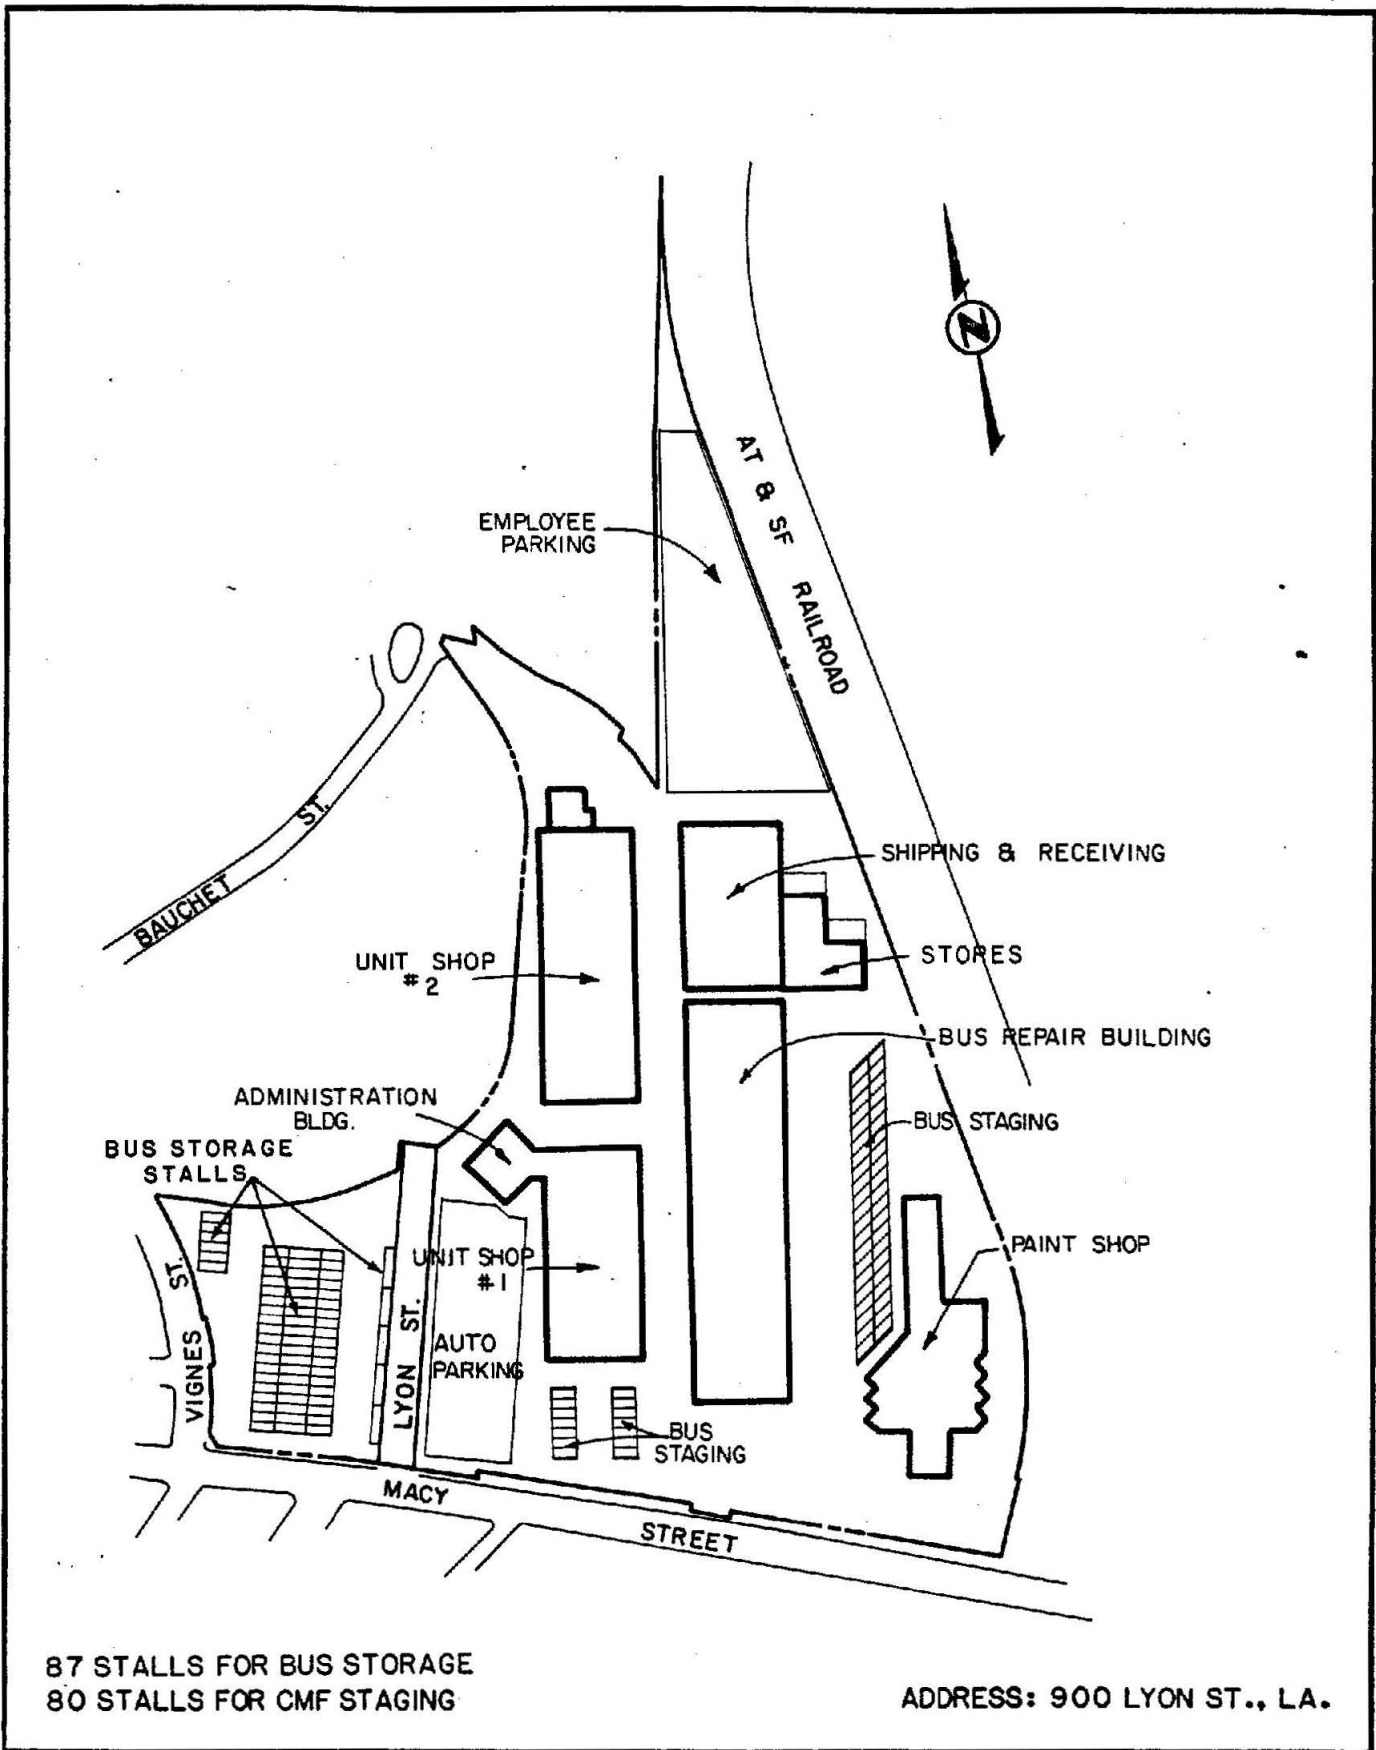 N
AT & SF RAILROAD
EMPLOYEE
PARKING
BAUCHET ST.
SHIPPING & RECEIVING
UNIT SHOP
#2
STORES
BUS REPAIR BUILDING
ADMINISTRATION
BLDG.
BUS STAGING
BUS STORAGE
STALLS
PAINT SHOP
UNIT SHOP
#1
VIGNES ST.
LYON ST.
AUTO
PARKING
BUS
STAGING
MACY STREET
87 STALLS FOR BUS STORAGE
80 STALLS FOR CMF STAGING
ADDRESS: 900 LYON ST., LA.